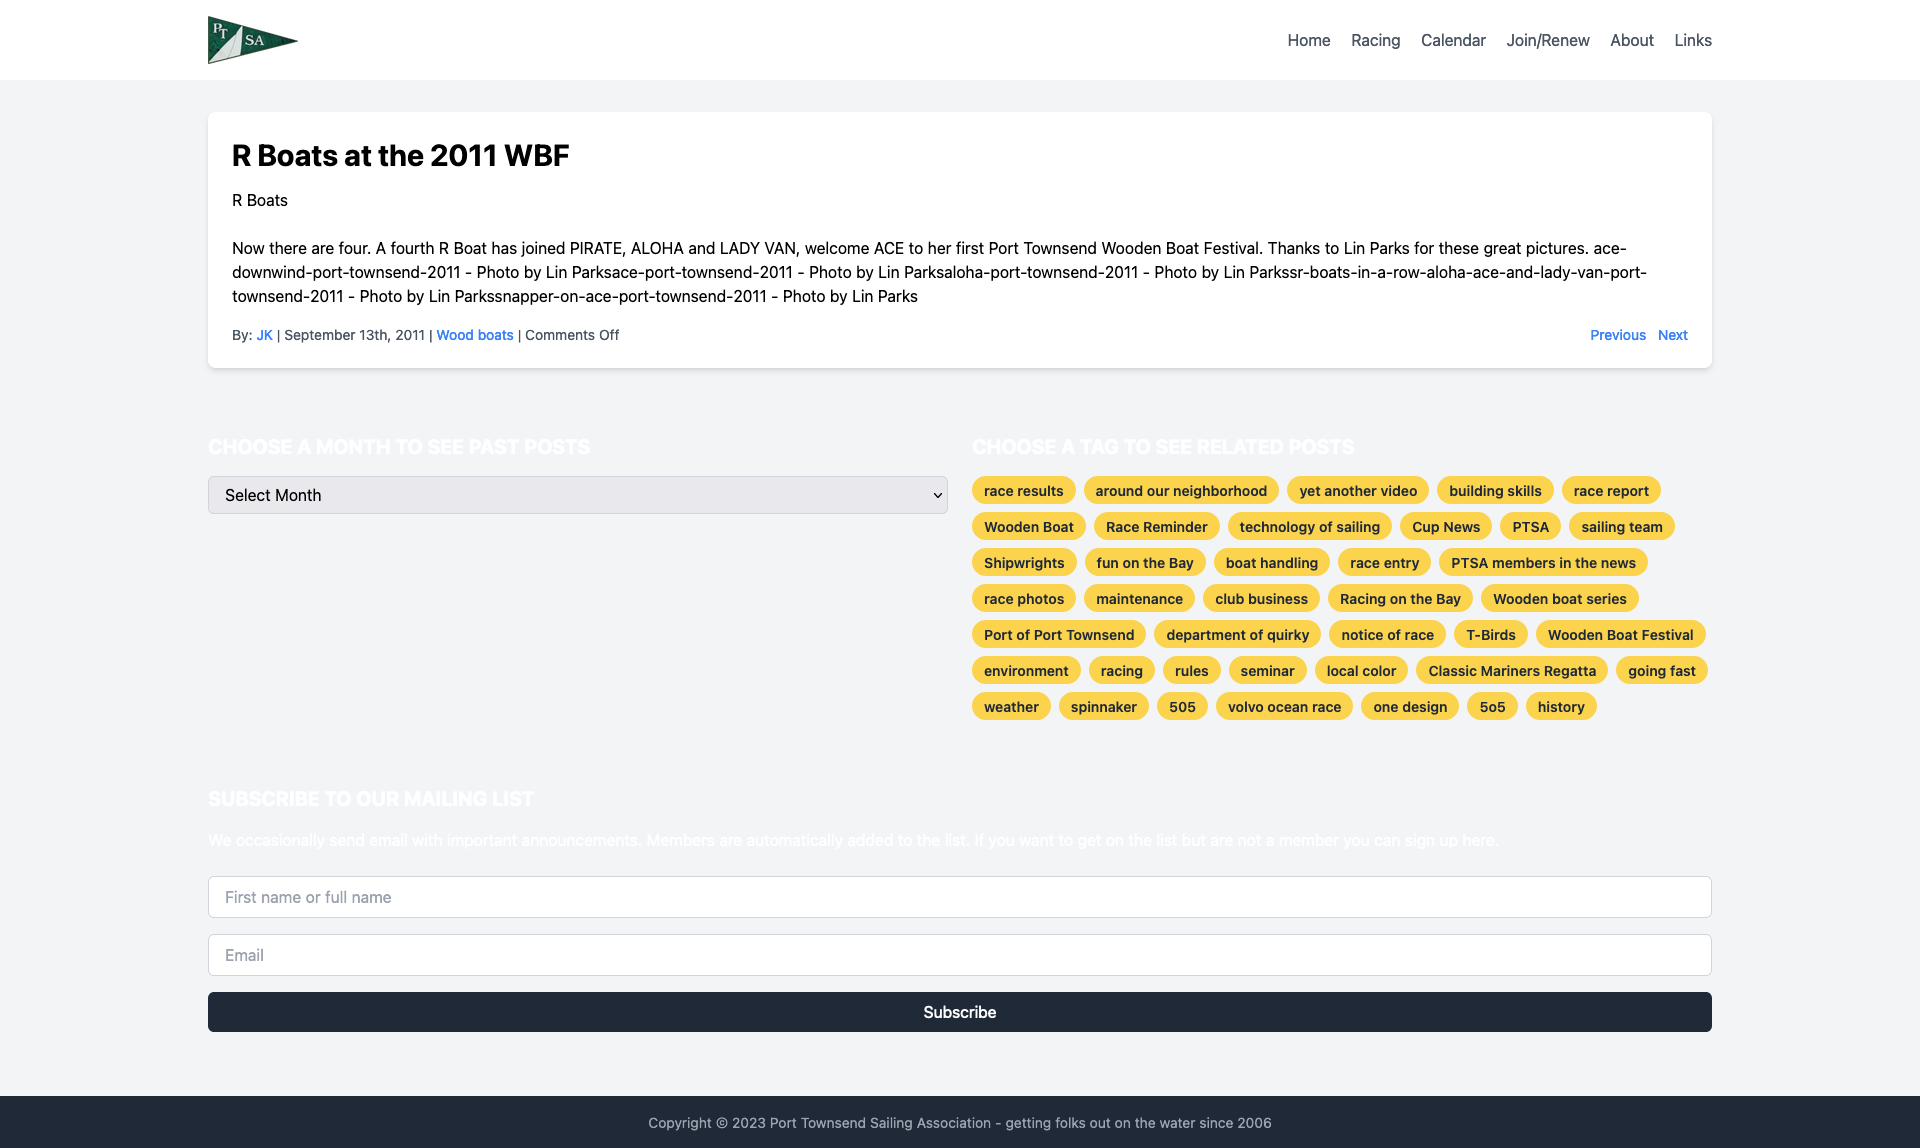 PT SA
Home Racing Calendar Join/Renew About Links
R Boats at the 2011 WBF
R Boats
Now there are four. A fourth R Boat has joined PIRATE, ALOHA and LADY VAN, welcome ACE to her first Port Townsend Wooden Boat Festival. Thanks to Lin Parks for these great pictures. ace-
downwind-port-townsend-2011 - Photo by Lin Parksace-port-townsend-2011 - Photo by Lin Parksaloha-port-townsend-2011 - Photo by Lin Parkssr-boats-in-a-row-aloha-ace-and-lady-van-port-
townsend-2011 - Photo by Lin Parkssnapper-on-ace-port-townsend-2011 - Photo by Lin Parks
By: JK | September 13th, 2011 | Wood boats | Comments Off Previous Next
CHOOSE A MONTH TO SEE PAST POSTS
Select Month
CHOOSE A TAG TO SEE RELATED POSTS
race results around our neighborhood yet another video building skills race report
Wooden Boat Race Reminder technology of sailing Cup News PTSA sailing team
Shipwrights fun on the Bay boat handling race entry PTSA members in the news
race photos maintenance club business Racing on the Bay Wooden boat series
Port of Port Townsend department of quirky notice of race T-Birds Wooden Boat Festival
environment racing rules seminar local color Classic Mariners Regatta going fast
weather spinnaker 505 volvo ocean race one design 5o5 history
SUBSCRIBE TO OUR MAILING LIST
We occasionally send email with important announcements. Members are automatically added to the list. If you want to get on the list but are not a member you can sign up here.
First name or full name
Email
Subscribe
Copyright © 2023 Port Townsend Sailing Association - getting folks out on the water since 2006